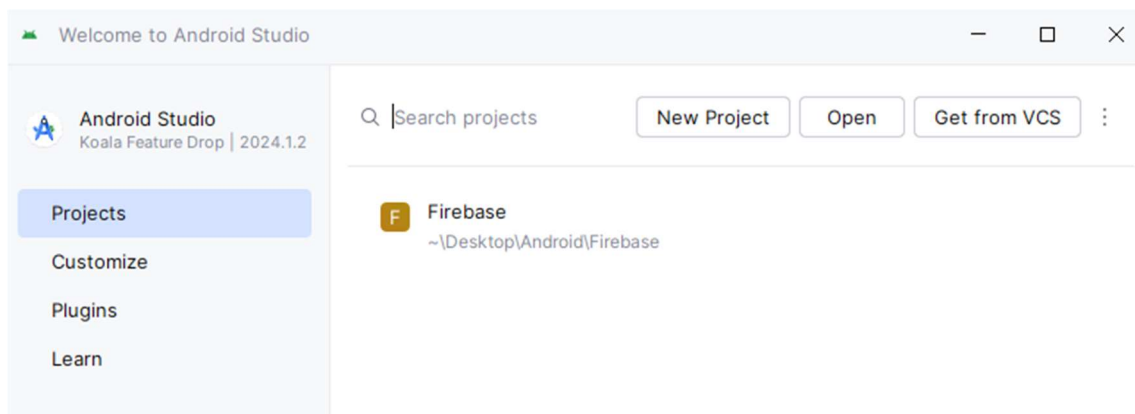 Welcome to Android Studio
Android Studio
Koala Feature Drop | 2024.1.2
Projects
Customize
Plugins
Learn
Search projects
New Project
Open
Get from VCS
F
Firebase
~\Desktop\Android\Firebase